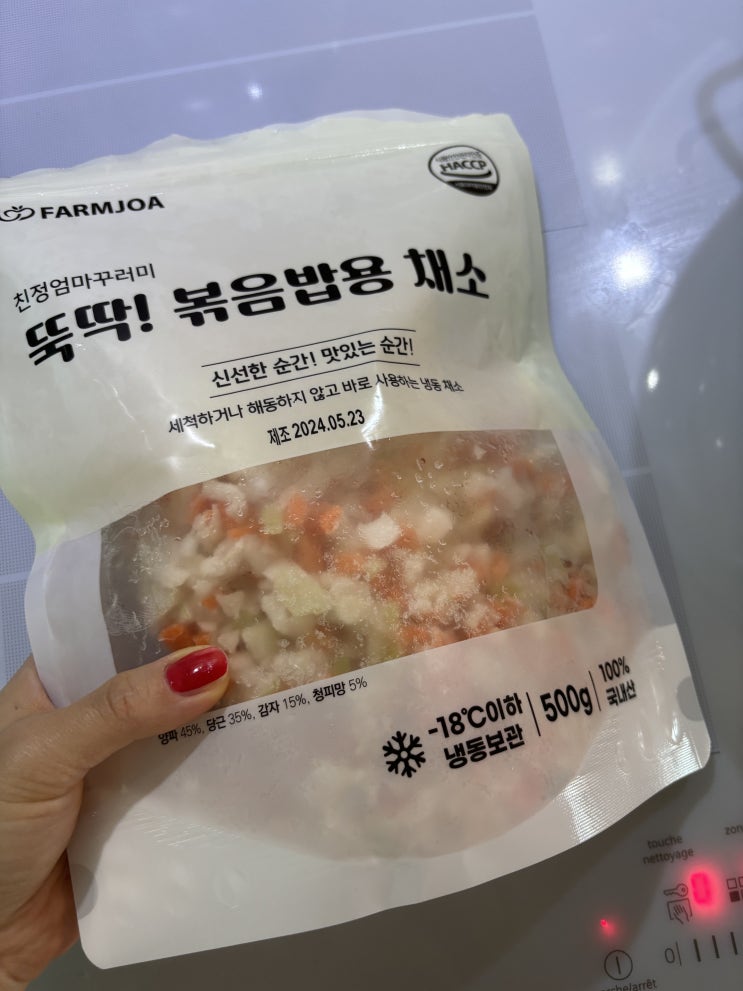 FARMJOA
HACCP
친정엄마꾸러미
뚝딱! 볶음밥용 채소
신선한 순간! 맛있는 순간!
세척하거나 해동하지 않고 바로 사용하는 냉동 채소
제조 2024.05.23
양파 45%, 당근 35%, 감자 15%, 청피망 5%
-18℃이하
냉동보관
500g
100%
국내산
touche
nettoyage
0